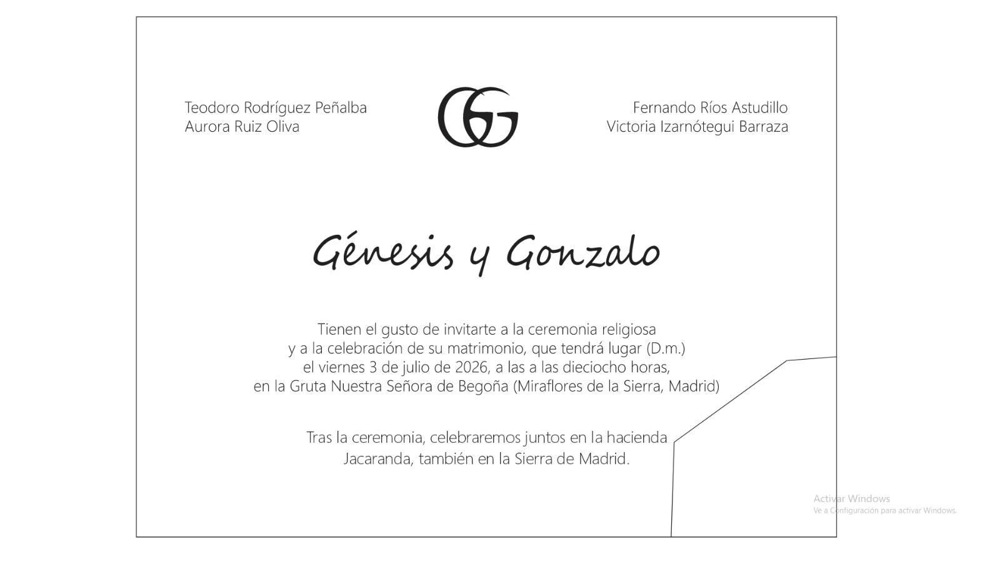 Teodoro Rodríguez Peñalba
Aurora Ruiz Oliva
GG
Fernando Ríos Astudillo
Victoria Izarnótegui Barraza
Génesis y Gonzalo
Tienen el gusto de invitarte a la ceremonia religiosa
y a la celebración de su matrimonio, que tendrá lugar (D.m.)
el viernes 3 de julio de 2026, a las a las dieciocho horas,
en la Gruta Nuestra Señora de Begoña (Miraflores de la Sierra, Madrid)
Tras la ceremonia, celebraremos juntos en la hacienda
Jacaranda, también en la Sierra de Madrid.
Activar Windows
Ve a Configuración para activar Windows.